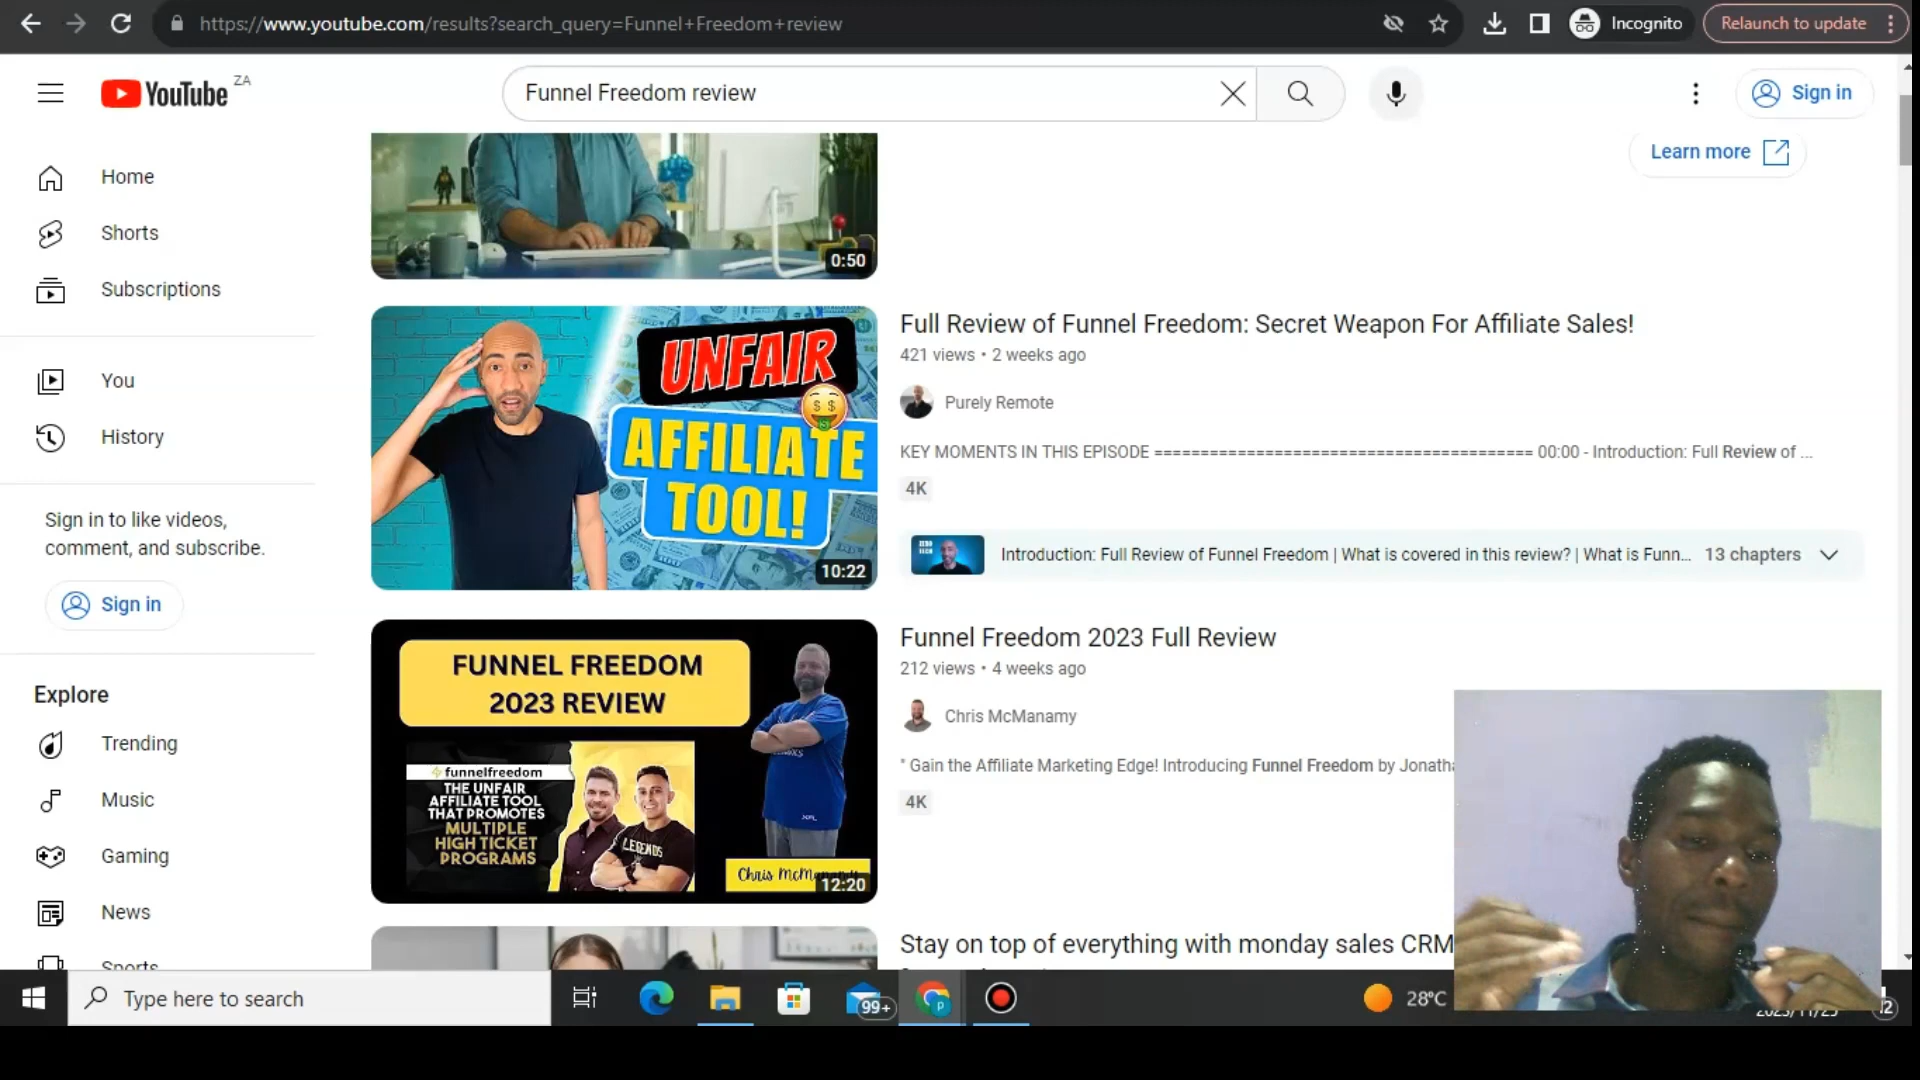 https://www.youtube.com/results?search_query=Funnel+Freedom+review
Incognito
Relaunch to update
YouTube
ZA
Funnel Freedom review
Sign in
Home
Shorts
Subscriptions
You
History
Sign in to like videos,
comment, and subscribe.
Sign in
Explore
Trending
Music
Gaming
News
Sports
Learn more
0:50
UNFAIR
AFFILIATE
TOOL!
10:22
Full Review of Funnel Freedom: Secret Weapon For Affiliate Sales!
421 views • 2 weeks ago
Purely Remote
KEY MOMENTS IN THIS EPISODE ====================================== 00:00 - Introduction: Full Review of ...
4K
Introduction: Full Review of Funnel Freedom | What is covered in this review? | What is Funn...
13 chapters
FUNNEL FREEDOM
2023 REVIEW
funnelfreedom
THE UNFAIR
AFFILIATE TOOL
THAT PROMOTES
MULTIPLE
HIGH TICKET
PROGRAMS
LEGENDS
Chris
12:20
Funnel Freedom 2023 Full Review
212 views • 4 weeks ago
Chris McManamy
" Gain the Affiliate Marketing Edge! Introducing Funnel Freedom by
4K
Stay on top of everything with monday sales CRM
Type here to search
99+
28°C